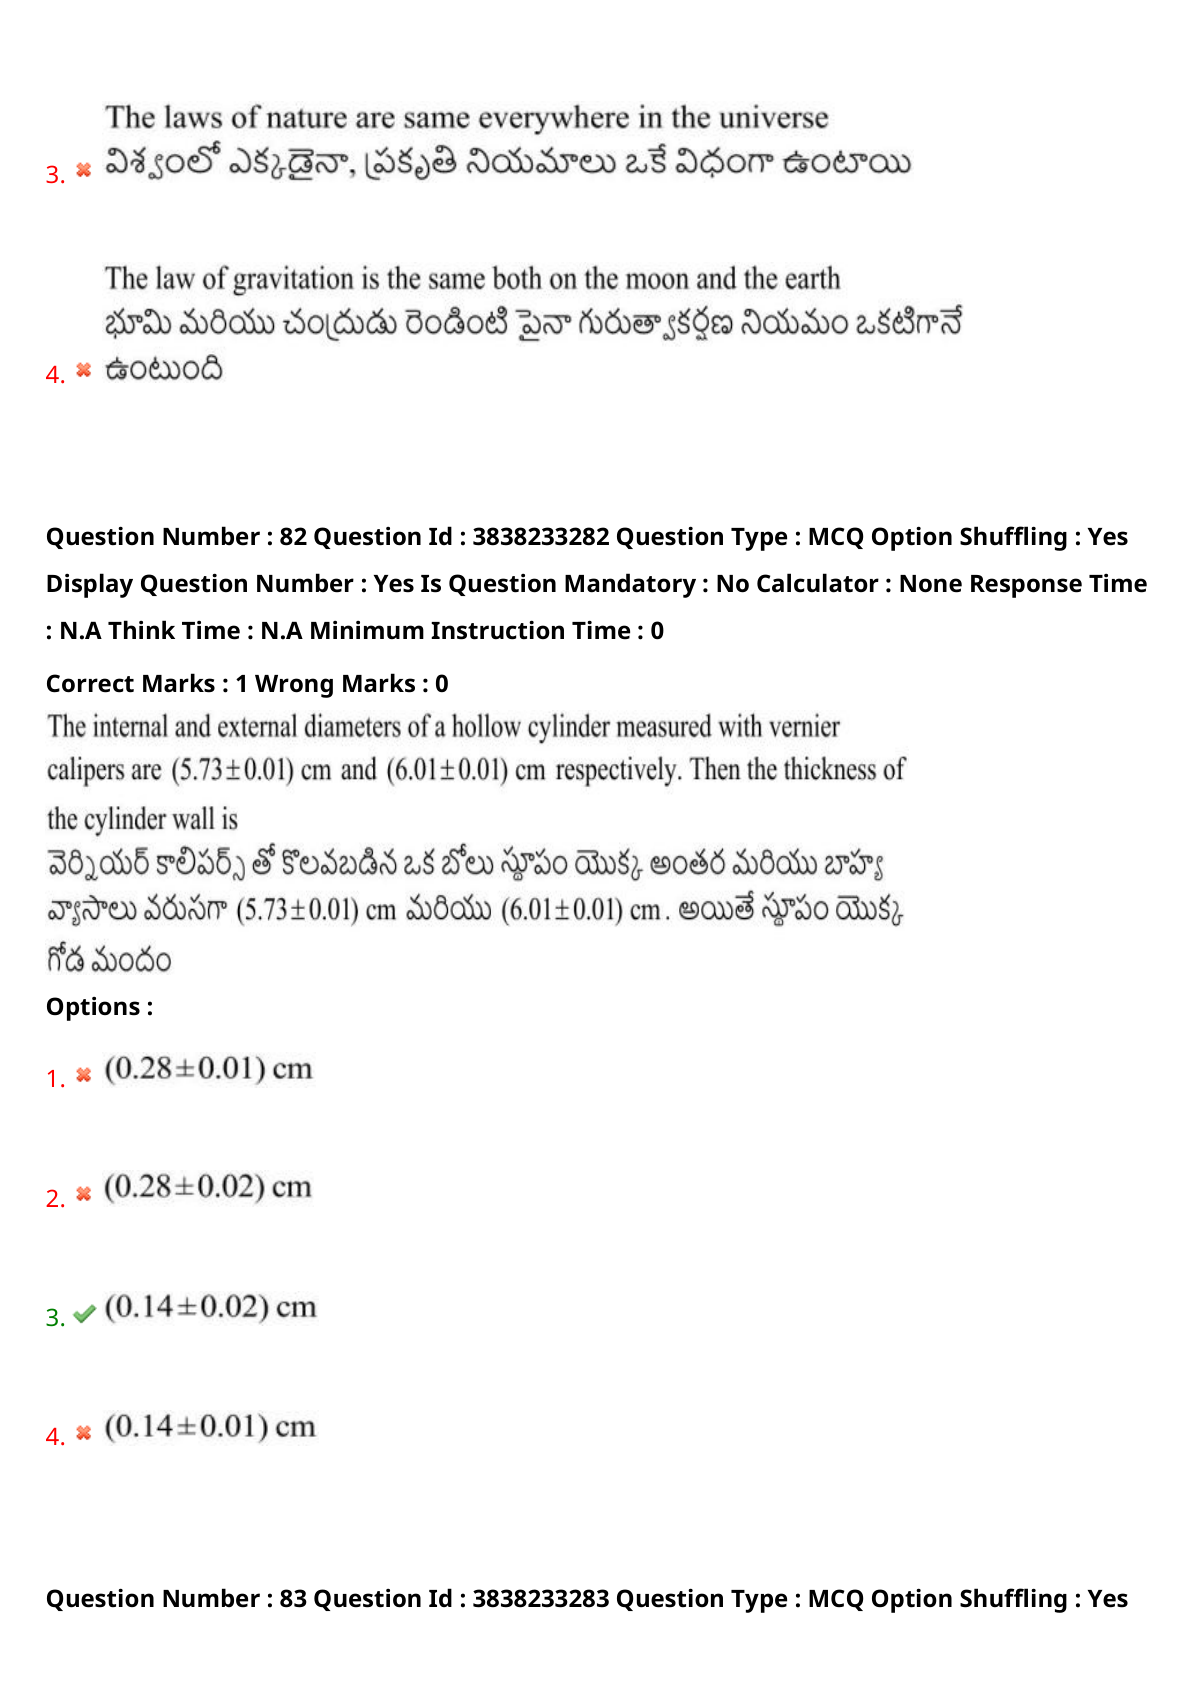 The laws of nature are same everywhere in the universe
3. విశ్వంలో ఎక్కడైనా, ప్రకృతి నియమాలు ఒకే విధంగా ఉంటాయి
The law of gravitation is the same both on the moon and the earth
భూమి మరియు చంద్రుడు రెండింటి పైనా గురుత్వాకర్షణ నియమం ఒకటిగానే
4. ఉంటుంది
Question Number : 82 Question Id : 3838233282 Question Type : MCQ Option Shuffling : Yes
Display Question Number : Yes Is Question Mandatory : No Calculator : None Response Time
: N.A Think Time : N.A Minimum Instruction Time : 0
Correct Marks : 1 Wrong Marks : 0
The internal and external diameters of a hollow cylinder measured with vernier
calipers are (5.73±0.01) cm and (6.01±0.01) cm respectively. Then the thickness of
the cylinder wall is
వెర్నియర్ కాలిపర్స్ తో కొలవబడిన ఒక బోలు స్థూపం యొక్క అంతర మరియు బాహ్య
వ్యాసాలు వరుసగా (5.73±0.01) cm మరియు (6.01±0.01) cm. అయితే స్థూపం యొక్క
గోడ మందం
Options :
1. (0.28±0.01) cm
2. (0.28±0.02) cm
3. (0.14±0.02) cm
4. (0.14±0.01) cm
Question Number : 83 Question Id : 3838233283 Question Type : MCQ Option Shuffling : Yes